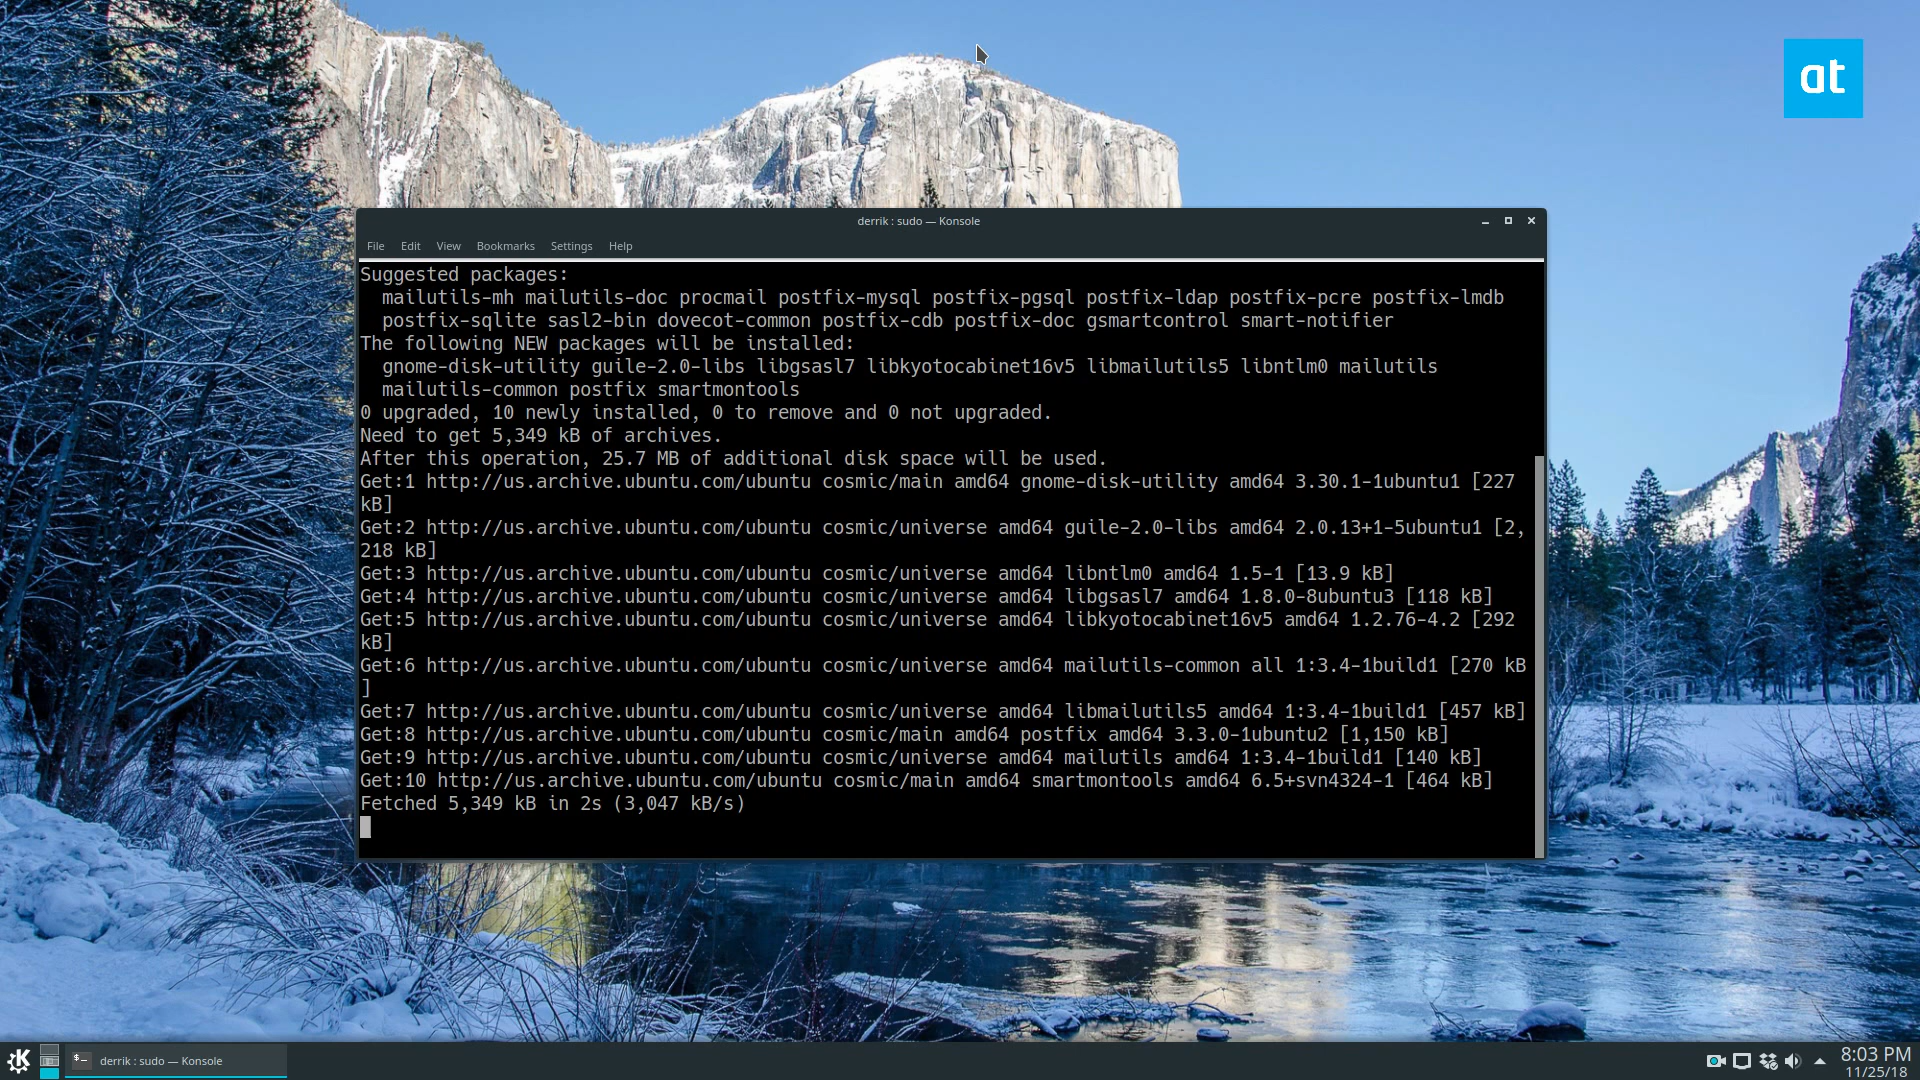 at
derrik : sudo — Konsole
File Edit View Bookmarks Settings Help
Suggested packages:
mailutils-mh mailutils-doc procmail postfix-mysql postfix-pgsql postfix-ldap postfix-pcre postfix-lmdb
postfix-sqlite sasl2-bin dovecot-common postfix-cdb postfix-doc gsmartcontrol smart-notifier
The following NEW packages will be installed:
gnome-disk-utility guile-2.0-libs libgsasl7 libkyotocabinet16v5 libmailutils5 libntlm0 mailutils
mailutils-common postfix smartmontools
0 upgraded, 10 newly installed, 0 to remove and 0 not upgraded.
Need to get 5,349 kB of archives.
After this operation, 25.7 MB of additional disk space will be used.
Get:1 http://us.archive.ubuntu.com/ubuntu cosmic/main amd64 gnome-disk-utility amd64 3.30.1-1ubuntu1 [227
kB]
Get:2 http://us.archive.ubuntu.com/ubuntu cosmic/universe amd64 guile-2.0-libs amd64 2.0.13+1-5ubuntu1 [2,
218 kB]
Get:3 http://us.archive.ubuntu.com/ubuntu cosmic/universe amd64 libntlm0 amd64 1.5-1 [13.9 kB]
Get:4 http://us.archive.ubuntu.com/ubuntu cosmic/universe amd64 libgsasl7 amd64 1.8.0-8ubuntu3 [118 kB]
Get:5 http://us.archive.ubuntu.com/ubuntu cosmic/universe amd64 libkyotocabinet16v5 amd64 1.2.76-4.2 [292
kB]
Get:6 http://us.archive.ubuntu.com/ubuntu cosmic/universe amd64 mailutils-common all 1:3.4-1build1 [270 kB
]
Get:7 http://us.archive.ubuntu.com/ubuntu cosmic/universe amd64 libmailutils5 amd64 1:3.4-1build1 [457 kB]
Get:8 http://us.archive.ubuntu.com/ubuntu cosmic/main amd64 postfix amd64 3.3.0-1ubuntu2 [1,150 kB]
Get:9 http://us.archive.ubuntu.com/ubuntu cosmic/universe amd64 mailutils amd64 1:3.4-1build1 [140 kB]
Get:10 http://us.archive.ubuntu.com/ubuntu cosmic/main amd64 smartmontools amd64 6.5+svn4324-1 [464 kB]
Fetched 5,349 kB in 2s (3,047 kB/s)
derrik : sudo — Konsole
8:03 PM
11/25/18